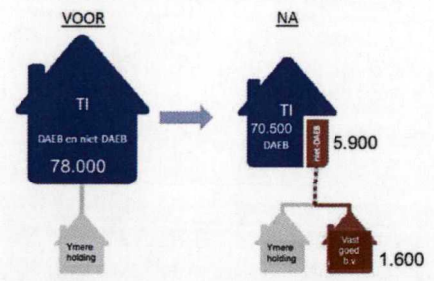 VOOR
TI
DAEB en niet DAEB
78.000
Ymere
holding
NA
TI
70.500
DAEB
niet-DAEB
5.900
Ymere
holding
Vast
goed
b.v.
1.600